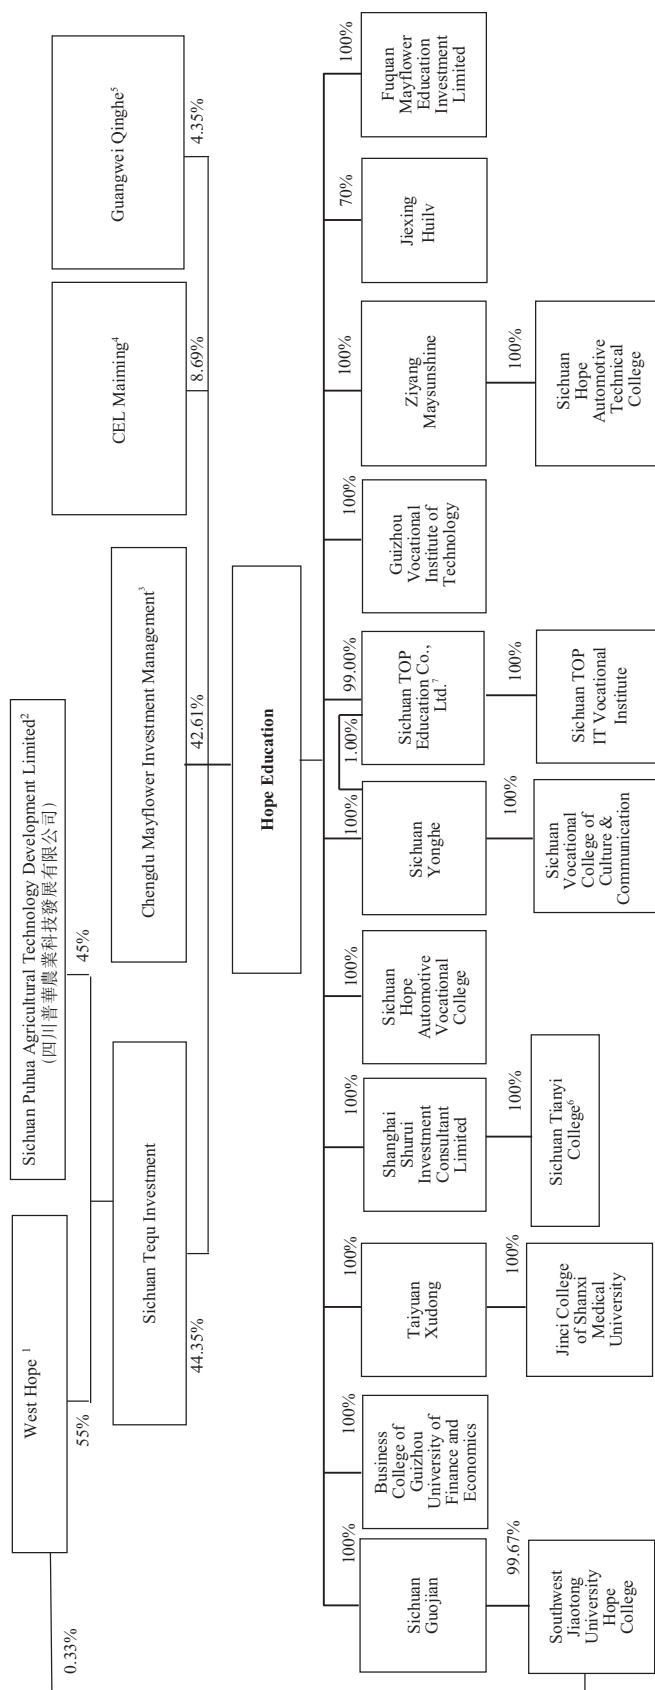 West Hope 1
Sichuan Puhua Agricultural Technology Development Limited2
(四川普華農業科技發展有限公司)
0.33%
55%
45%
Sichuan Tequ Investment
Chengdu Mayflower Investment Management3
CEL Maiming4
Guangwei Qinghe5
44.35%
42.61%
8.69%
4.35%
Hope Education
100%
100%
100%
100%
100%
100%
1.00%
99.00%
100%
100%
70%
100%
Sichuan
Guojian
Business
College of
Guizhou
University of
Finance and
Economics
Taiyuan
Xudong
Shanghai
Shurui
Investment
Consultant
Limited
Sichuan
Hope
Automotive
Vocational
College
Sichuan
Yonghe
Sichuan TOP
Education Co.,
Ltd.7
Guizhou
Vocational
Institute of
Technology
Ziyang
Maysunshine
Jiexing
Huilv
Fuquan
Mayflower
Education
Investment
Limited
99.67%
100%
100%
100%
100%
100%
Southwest
Jiaotong
University
Hope
College
Jinci College
of Shanxi
Medical
University
Sichuan Tianyi
College6
Sichuan
Vocational
College of
Culture &
Communication
Sichuan TOP
IT Vocational
Institute
Sichuan
Hope
Automotive
Technical
College